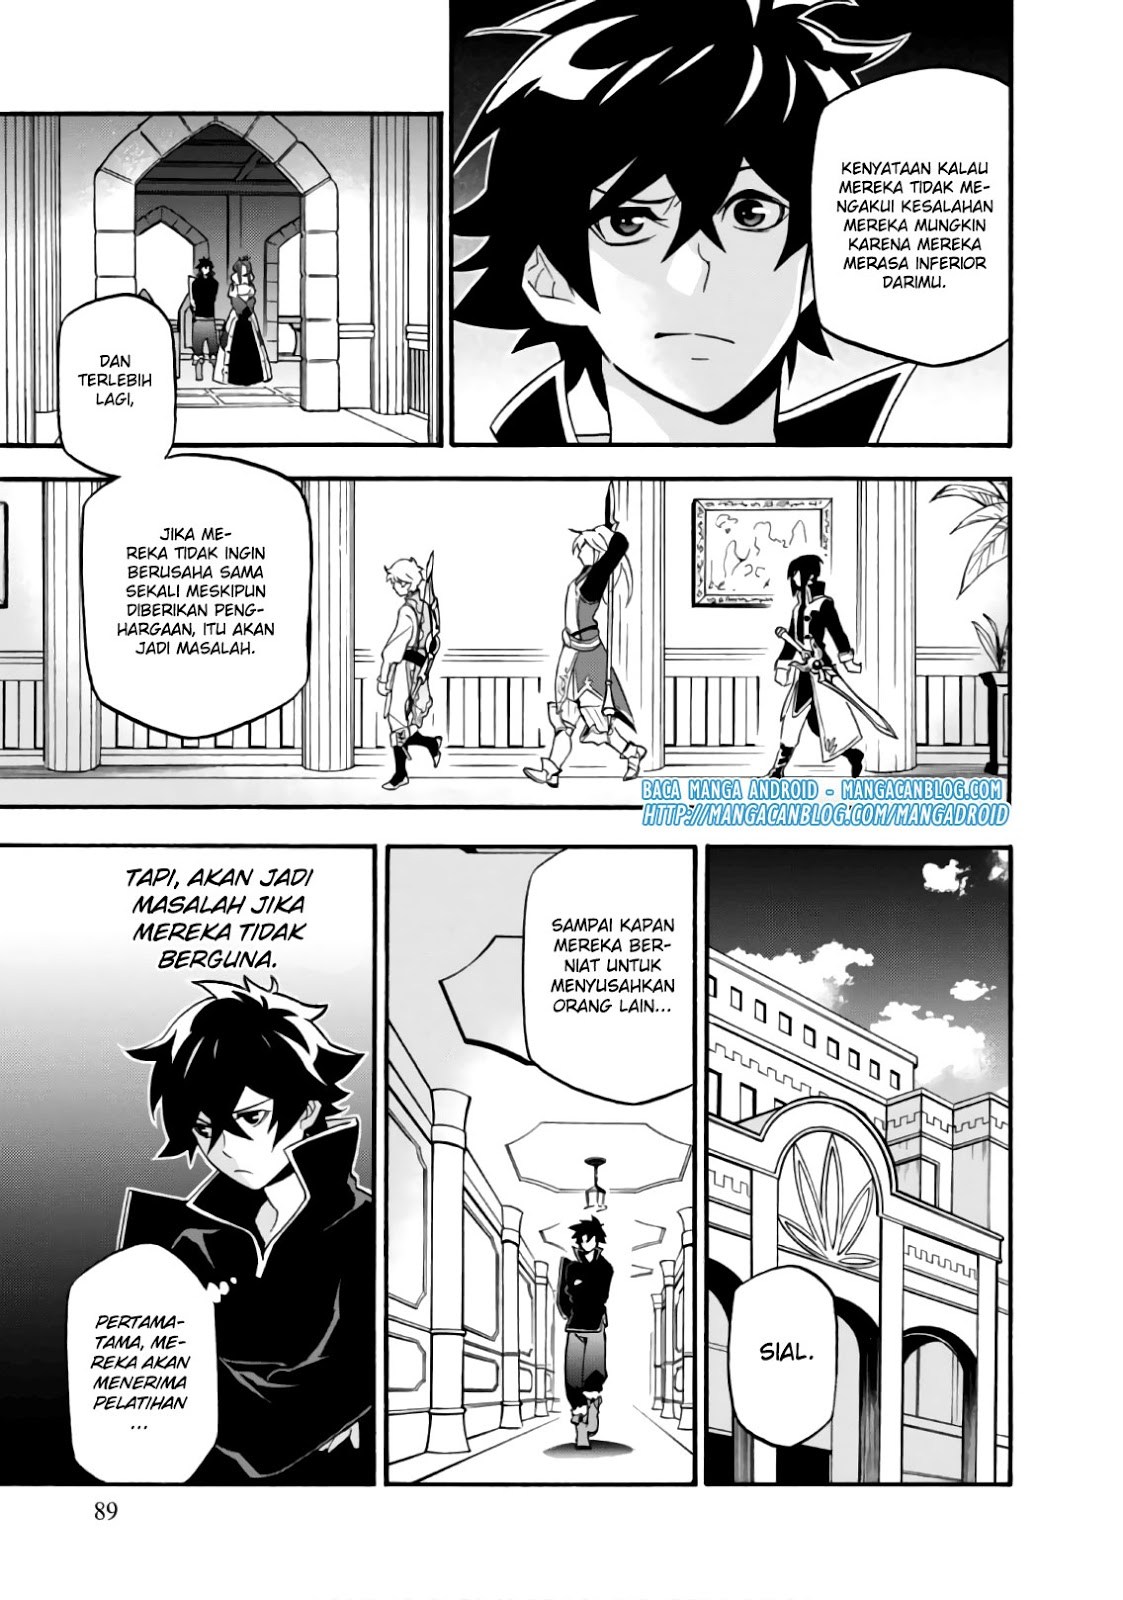 KENYATAAN KALAU
MEREKA TIDAK ME-
NGAKUI KESALAHAN
MEREKA MUNGKIN
KARENA MEREKA
MERASA INFERIOR
DARIMU.
DAN
TERLEBIH
LAGI,
JIKA ME-
REKA TIDAK INGIN
BERUSAHA SAMA
SEKALI MESKIPUN
DIBERIKAN PENG-
HARGAAN, ITU AKAN
JADI MASALAH.
BACA MANGA ANDROID - MANGACANBLOG.COM
HTTP://MANGACANBLOG.COM/MANGADROID
SIAL.
SAMPAI KAPAN
MEREKA BER-
NIAT UNTUK
MENYUSAHKAN
ORANG LAIN...
TAPI, AKAN JADI
MASALAH JIKA
MEREKA TIDAK
BERGUNA.
PERTAMA-
TAMA, ME-
REKA AKAN
MENERIMA
PELATIHAN
...
89